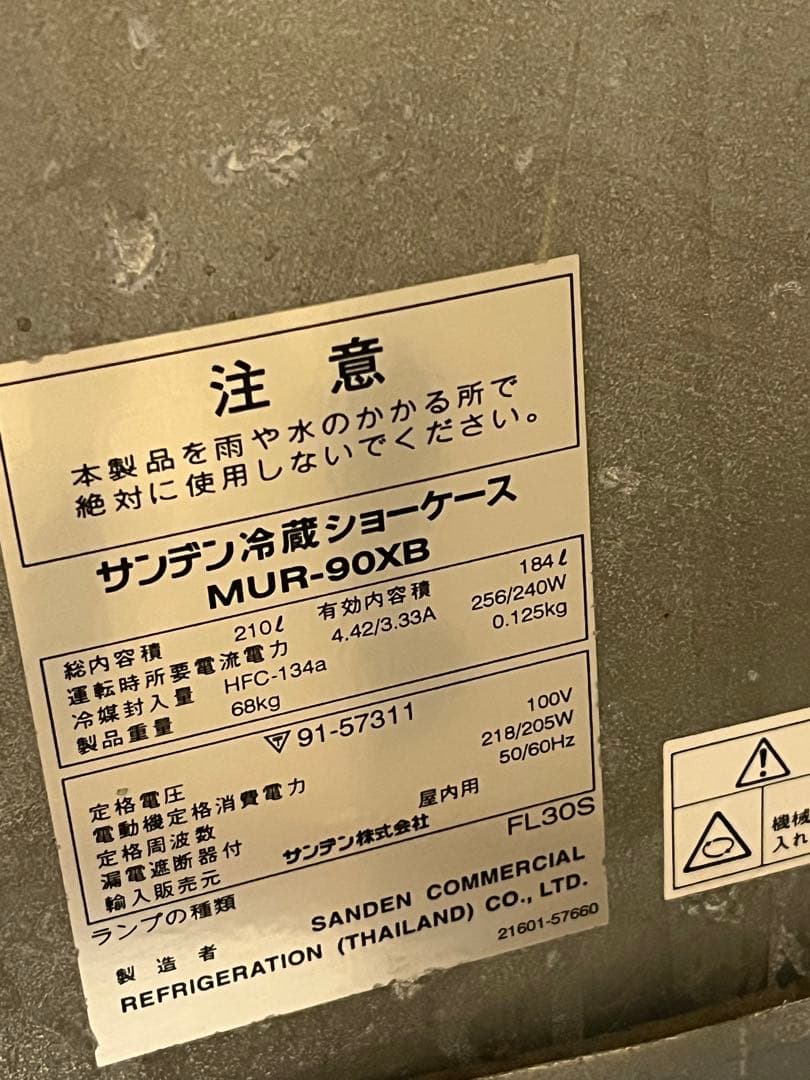 注意
本製品を雨や水のかかる所で
絶対に使用しないでください。
サンデン冷蔵ショーケース
MUR-90XB
総内容積 210ℓ 有効内容積 184ℓ
運転時所要電流電力 4.42/3.33A 256/240W
冷媒封入量 HFC-134a 0.125kg
製品重量 68kg
91-57311
定格電圧 100V
電動機定格消費電力 218/205W
定格周波数 50/60Hz
漏電遮断器付 屋内用
輸入販売元 サンデン株式会社
ランプの種類 FL30S
製造者 SANDEN COMMERCIAL
REFRIGERATION (THAILAND) CO., LTD.
21601-57660
機械
入れ